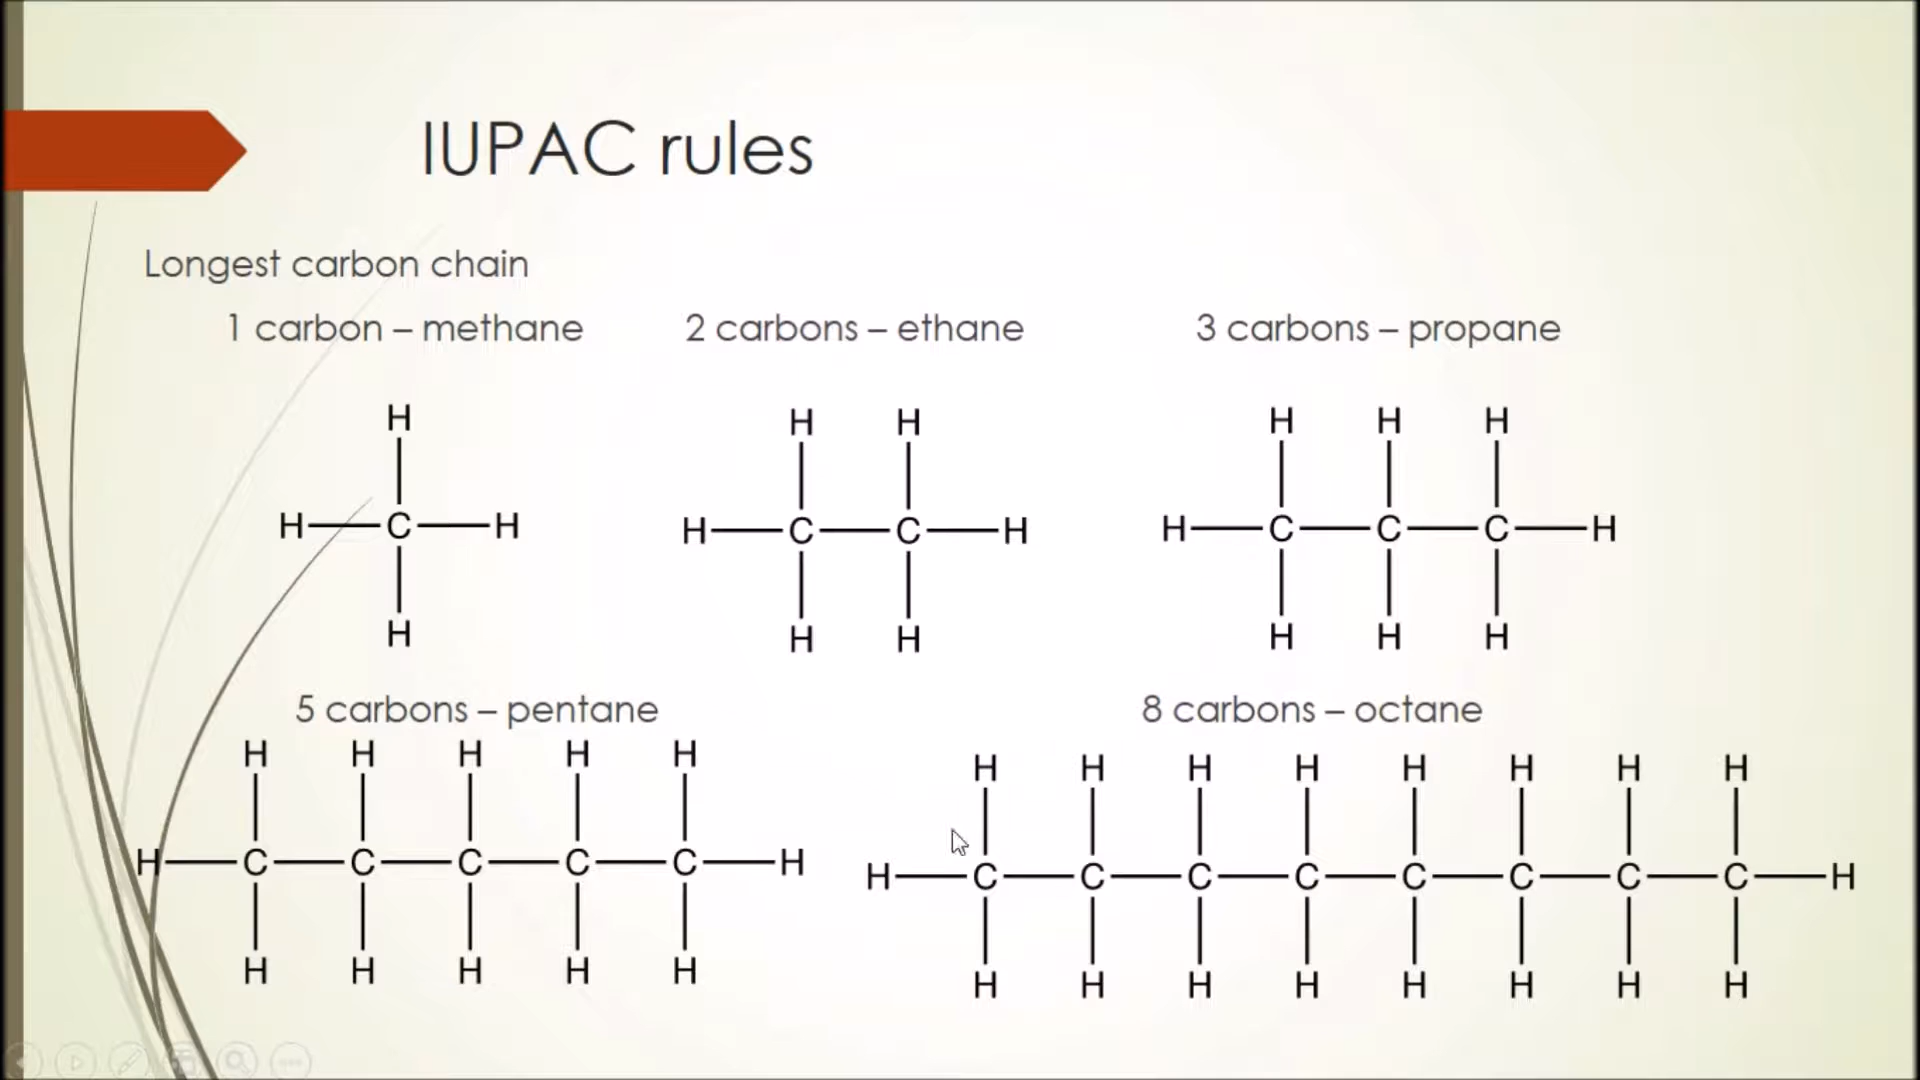 IUPAC rules
Longest carbon chain
1 carbon – methane
2 carbons – ethane
3 carbons – propane
H
H—C—H
H
H H
H—C—C—H
H H
H H H
H—C—C—C—H
H H H
5 carbons – pentane
8 carbons – octane
H H H H H
H—C—C—C—C—C—H
H H H H H
H H H H H H H H
H—C—C—C—C—C—C—C—C—H
H H H H H H H H